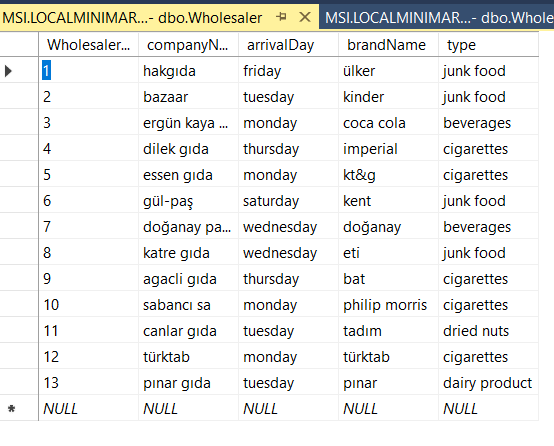 MSI.LOCALMINIMAR...- dbo.Wholesaler MSI.LOCALMINIMAR...- dbo.Wholes
Wholesaler... companyN... arrivalDay brandName type
1 hakgıda friday ülker junk food
2 bazaar tuesday kinder junk food
3 ergün kaya ... monday coca cola beverages
4 dilek gıda thursday imperial cigarettes
5 essen gıda monday kt&g cigarettes
6 gül-paş saturday kent junk food
7 doğanay pa... wednesday doğanay beverages
8 katre gıda wednesday eti junk food
9 agacli gıda thursday bat cigarettes
10 sabancı sa monday philip morris cigarettes
11 canlar gıda tuesday tadım dried nuts
12 türktab monday türktab cigarettes
13 pınar gıda tuesday pınar dairy product
NULL NULL NULL NULL NULL